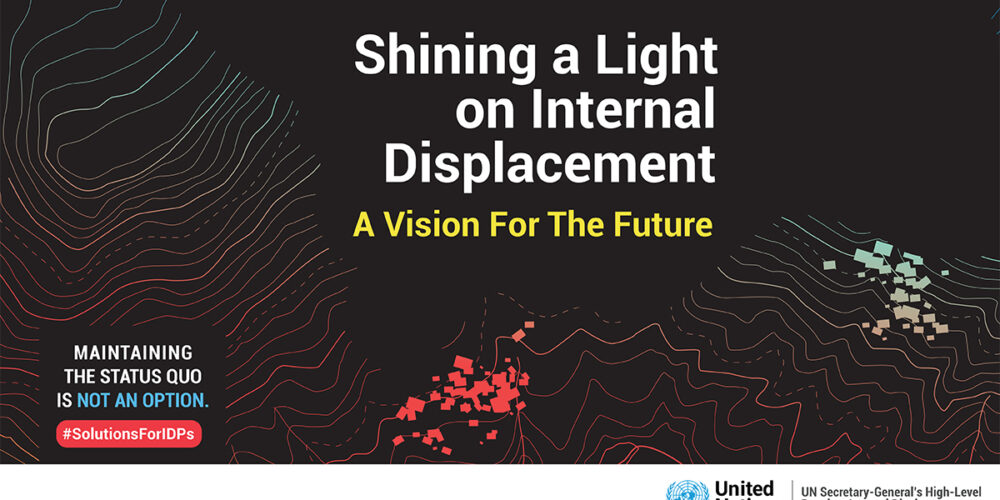 Shining a Light
on Internal
Displacement
A Vision For The Future
MAINTAINING
THE STATUS QUO
IS NOT AN OPTION.
#SolutionsForIDPs
United
UN Secretary-General's High-Level